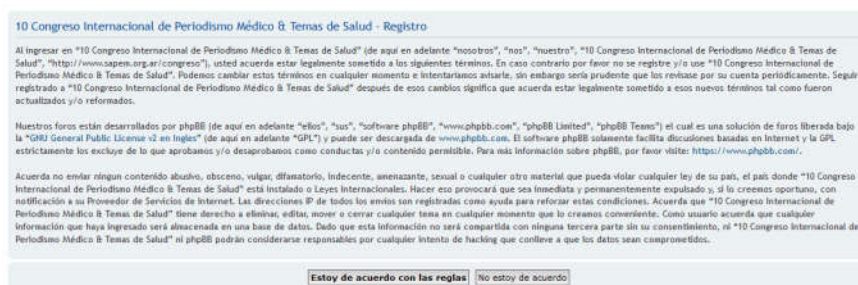 10 Congreso Internacional de Periodismo Médico & Temas de Salud - Registro
Al ingresar en “10 Congreso Internacional de Periodismo Médico & Temas de Salud” (de aquí en adelante “nosotros”, “nos”, “nuestro”, “10 Congreso Internacional de Periodismo Médico & Temas de
Salud”, “http://www.sapem.org.ar/congreso”), usted acuerda estar legalmente sometido a los siguientes términos. En caso contrario por favor no se registre y/o use “10 Congreso Internacional de
Periodismo Médico & Temas de Salud”. Podemos cambiar estos términos en cualquier momento e intentaríamos avisarle, sin embargo sería prudente que los revisase por su cuenta periódicamente. Seguir
registrado a “10 Congreso Internacional de Periodismo Médico & Temas de Salud” después de esos cambios significa que acuerda estar legalmente sometido a esos nuevos términos tal como fueron
actualizados y/o reformados.
Nuestros foros están desarrollados por phpBB (de aquí en adelante “ellos”, “sus”, “software phpBB”, “www.phpbb.com”, “phpBB Limited”, “phpBB Teams”) el cual es una solución de foros liberada bajo
la “GNU General Public License v2 en Ingles” (de aquí en adelante “GPL”) y puede ser descargada de www.phpbb.com. El software phpBB solamente facilita discusiones basadas en Internet y la GPL
estrictamente los excluye de lo que aprobamos y/o desaprobamos como conductas y/o contenido permisible. Para más información sobre phpBB, por favor visite: https://www.phpbb.com/.
Acuerda no enviar ningun contenido abusivo, obsceno, vulgar, difamatorio, indecente, amenazante, sexual o cualquier otro material que pueda violar cualquier ley de su país, el país donde “10 Congreso
Internacional de Periodismo Médico & Temas de Salud” está instalado o Leyes Internacionales. Hacer eso provocará que sea inmediata y permanentemente expulsado y, si lo creemos oportuno, con
notificación a su Proveedor de Servicios de Internet. Las direcciones IP de todos los envíos son registradas como ayuda para reforzar estas condiciones. Acuerda que “10 Congreso Internacional de
Periodismo Médico & Temas de Salud” tiene derecho a eliminar, editar, mover o cerrar cualquier tema en cualquier momento que lo creamos conveniente. Como usuario acuerda que cualquier
información que haya ingresado será almacenada en una base de datos. Dado que esta información no será compartida con ninguna tercera parte sin su consentimiento, ni “10 Congreso Internacional de
Periodismo Médico & Temas de Salud” ni phpBB podrán considerarse responsables por cualquier intento de hacking que conlleve a que los datos sean comprometidos.
Estoy de acuerdo con las reglas No estoy de acuerdo